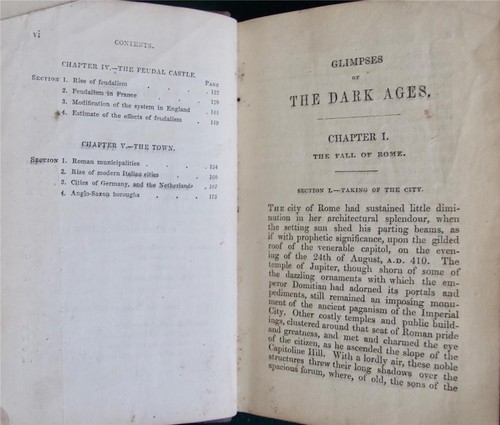 vi
CONTENTS.
CHAPTER IV.—THE FEUDAL CASTLE.
SECTION 1. Rise of feudalism . . . PAGE 122
2. Feudalism in France . . . 129
3. Modification of the system in England . 141
4. Estimate of the effects of feudalism . 149
CHAPTER V.—THE TOWN.
SECTION 1. Roman municipalities . . . 154
2. Rise of modern Italian cities . . 160
3. Cities of Germany, and the Netherlands . 167
4. Anglo-Saxon boroughs . . . 175
GLIMPSES
OF
THE DARK AGES.
CHAPTER I.
THE FALL OF ROME.
SECTION I.—TAKING OF THE CITY.
THE city of Rome had sustained little dimi-
nution in her architectural splendour, when
the setting sun shed his parting beams, as
if with prophetic significance, upon the gilded
roof of the venerable capitol, on the even-
ing of the 24th of August, A.D. 410. The
temple of Jupiter, though shorn of some of
the dazzling ornaments with which the em-
peror Domitian had adorned its portals and
pediments, still remained an imposing monu-
ment of the ancient paganism of the Imperial
City. Other costly temples and public build-
ings, clustered around that seat of Roman pride
and greatness, and met and charmed the eye
of the citizen, as he ascended the slope of the
Capitoline Hill. With a lordly air, these noble
structures threw their long shadows over the
spacious forum, where, of old, the sons of the